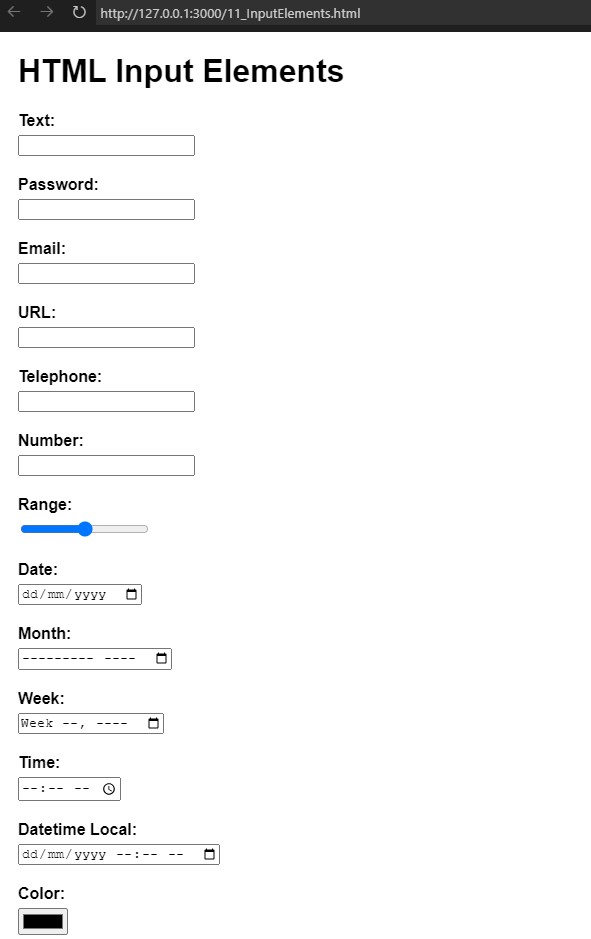 http://127.0.0.1:3000/11_InputElements.html
HTML Input Elements
Text:
Password:
Email:
URL:
Telephone:
Number:
Range:
Date:
dd/mm/yyyy
Month:
--------- ----
Week:
Week --, ----
Time:
--:-- --
Datetime Local:
dd/mm/yyyy --:-- --
Color: